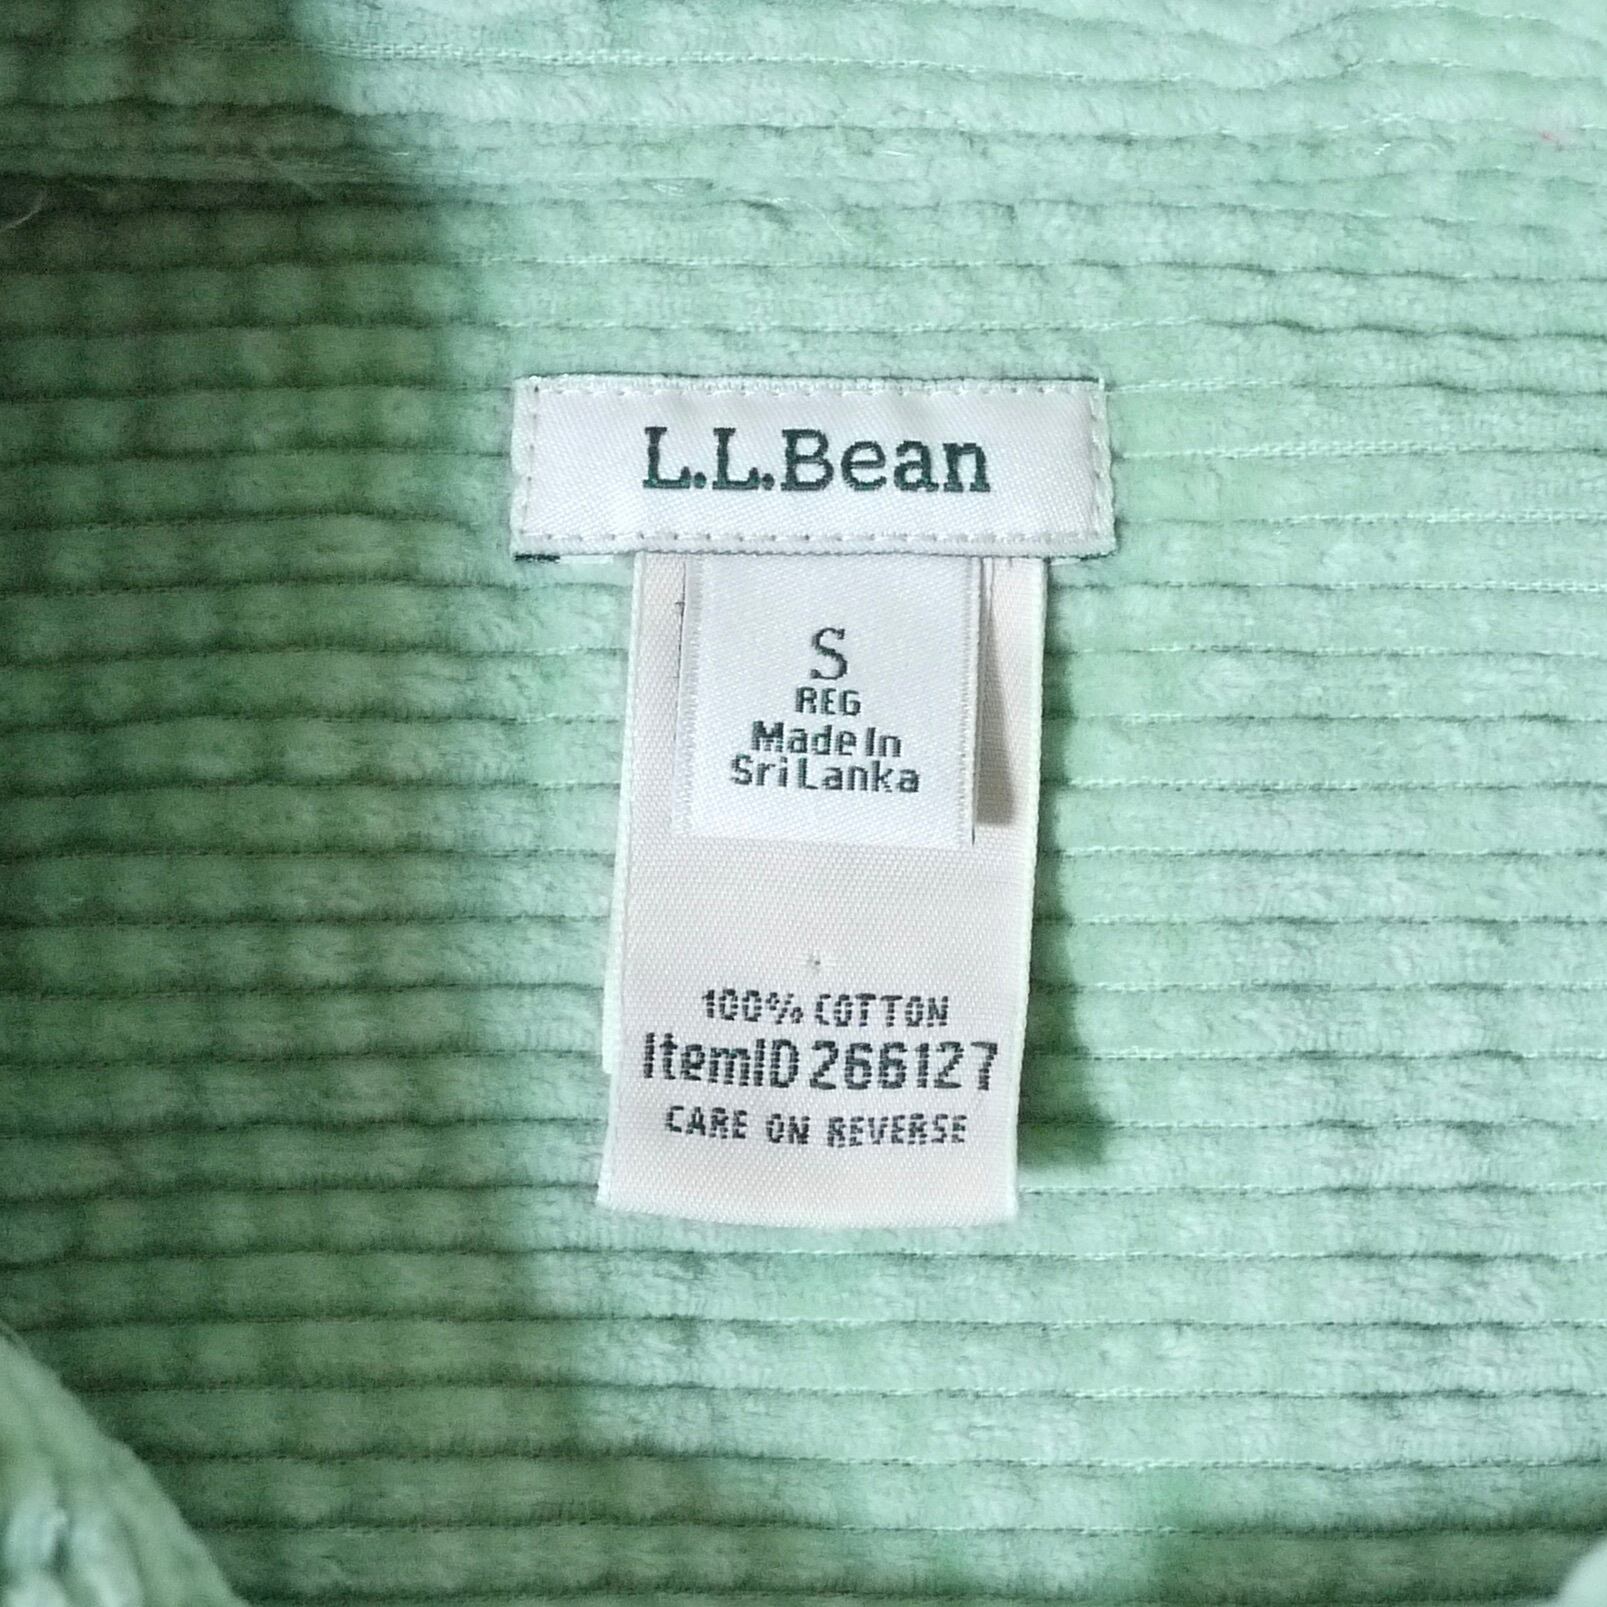 L.L.Bean
S
REG
Made In
Sri Lanka
100% COTTON
ItemID 266127
CARE ON REVERSE